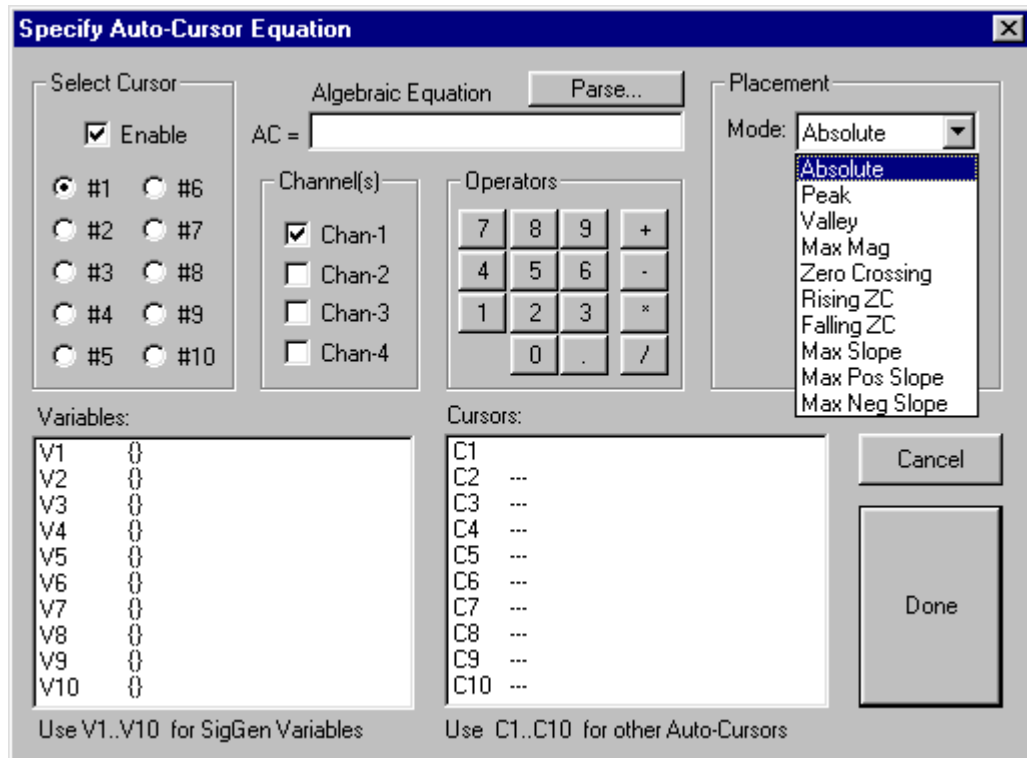 Specify Auto-Cursor Equation
Select Cursor
Enable
#1 #6
#2 #7
#3 #8
#4 #9
#5 #10
Algebraic Equation
Parse...
AC =
Channel(s)
Chan-1
Chan-2
Chan-3
Chan-4
Operators
7 8 9 +
4 5 6 -
1 2 3 *
0 . /
Placement
Mode: Absolute
Absolute
Peak
Valley
Max Mag
Zero Crossing
Rising ZC
Falling ZC
Max Slope
Max Pos Slope
Max Neg Slope
Variables:
V1 {}
V2 {}
V3 {}
V4 {}
V5 {}
V6 {}
V7 {}
V8 {}
V9 {}
V10 {}
Use V1..V10 for SigGen Variables
Cursors:
C1
C2 ---
C3 ---
C4 ---
C5 ---
C6 ---
C7 ---
C8 ---
C9 ---
C10 ---
Use C1..C10 for other Auto-Cursors
Cancel
Done